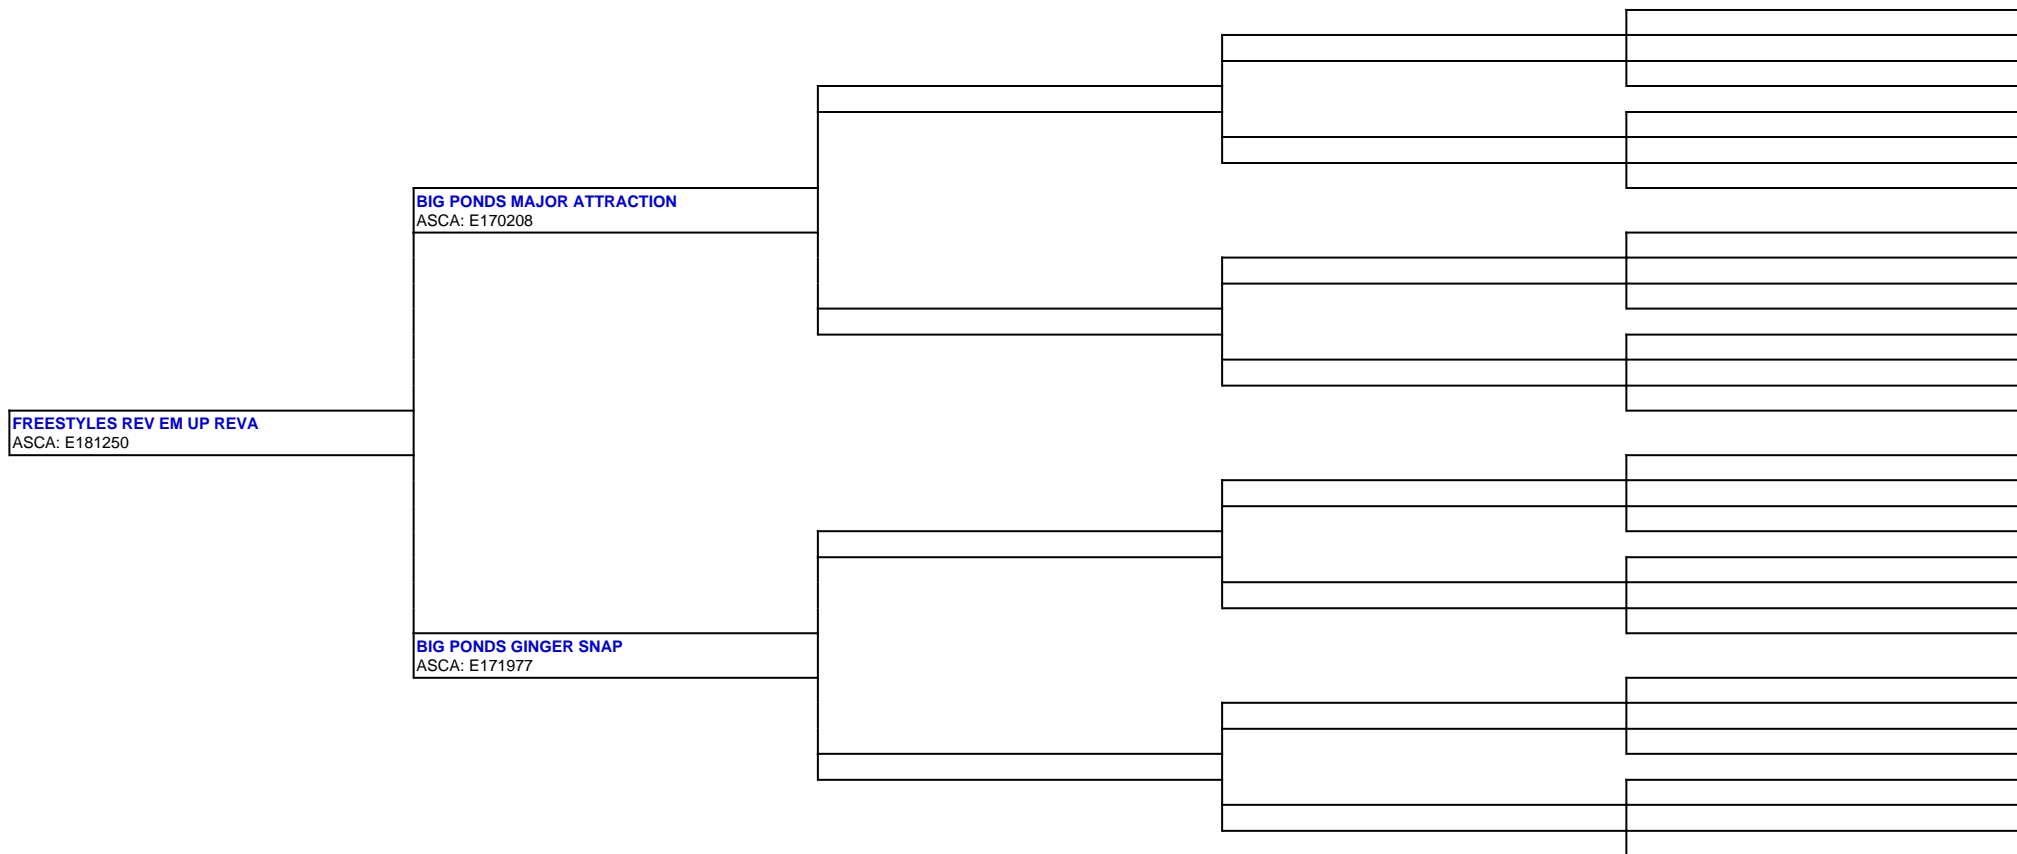 BIG PONDS MAJOR ATTRACTION
ASCA: E170208
FREESTYLES REV EM UP REVA
ASCA: E181250
BIG PONDS GINGER SNAP
ASCA: E171977